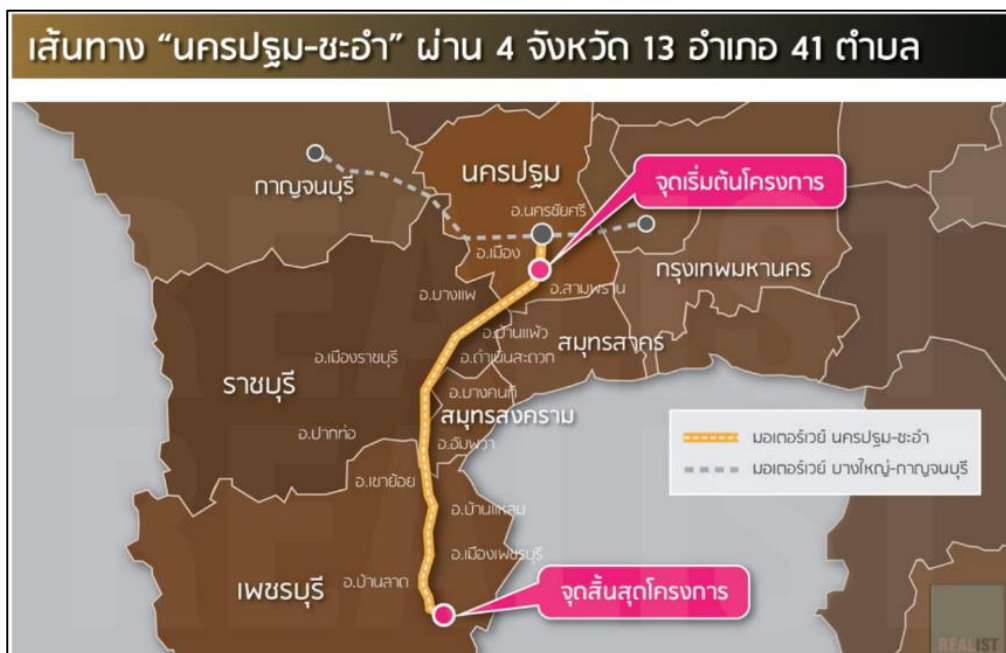 เส้นทาง “นครปฐม-ชะอำ” ผ่าน 4 จังหวัด 13 อำเภอ 41 ตำบล
นครปฐม
กาญจนบุรี
จุดเริ่มต้นโครงการ
อ.นครชัยศรี
อ.เมือง
กรุงเทพมหานคร
อ.บางแพ
อ.สามพราน
อ.บ้านแพ้ว
สมุทรสาคร
อ.เมืองราชบุรี
อ.ดำเนินสะดวก
ราชบุรี
อ.บางคนที
สมุทรสงคราม
อ.ปากท่อ
อ.อัมพวา
มอเตอร์เวย์ นครปฐม-ชะอำ
มอเตอร์เวย์ บางใหญ่-กาญจนบุรี
อ.เขาย้อย
อ.บ้านแหลม
อ.เมืองเพชรบุรี
เพชรบุรี
อ.บ้านลาด
จุดสิ้นสุดโครงการ
REALIST
REALIST
REALIST